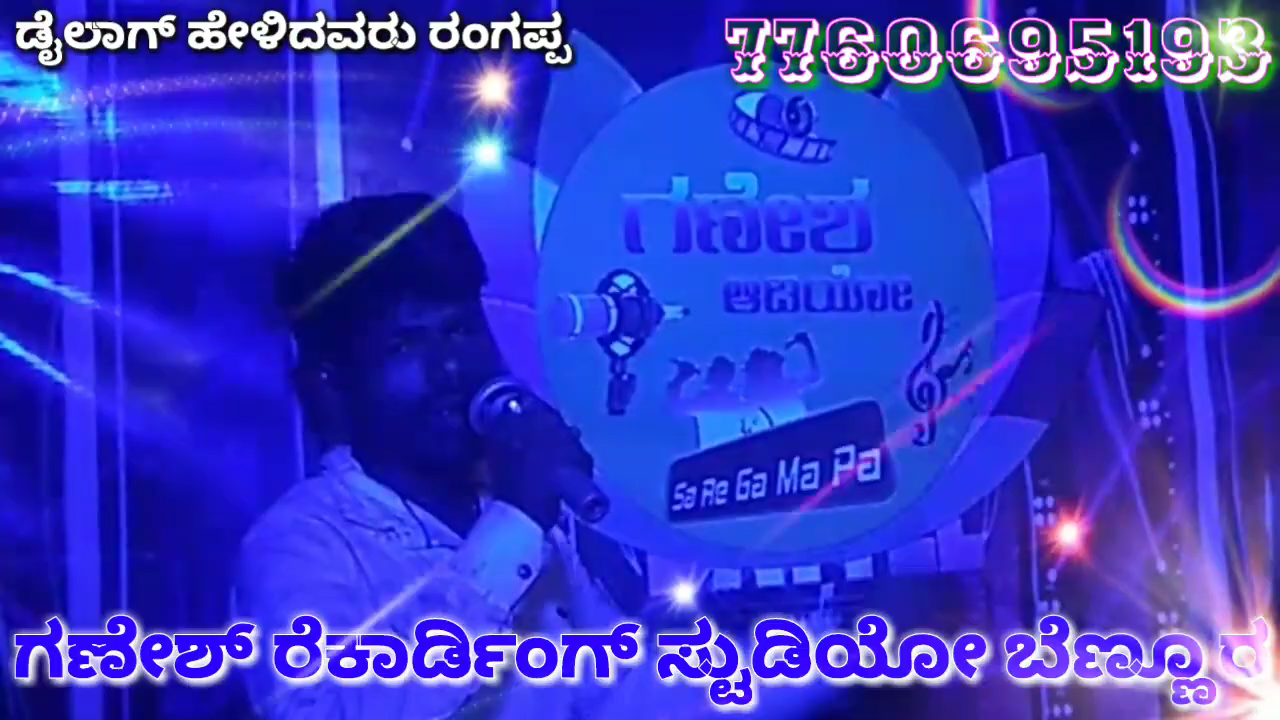 ಡೈಲಾಗ್ ಹೇಳಿದವರು ರಂಗಪ್ಪ
7760695193
ಗಣೇಶ
ಆಡಿಯೋ
Sa Re Ga Ma Pa
ಗಣೇಶ್ ರೆಕಾರ್ಡಿಂಗ್ ಸ್ಟುಡಿಯೋ ಬೆಣ್ಣೂರ